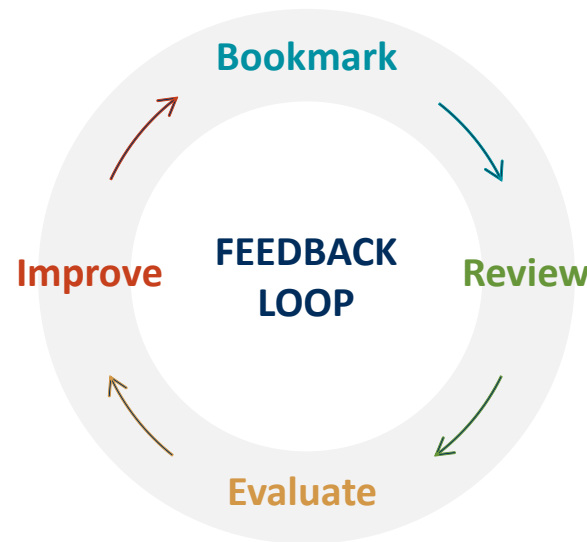 Bookmark
FEEDBACK
LOOP
Improve
Review
Evaluate